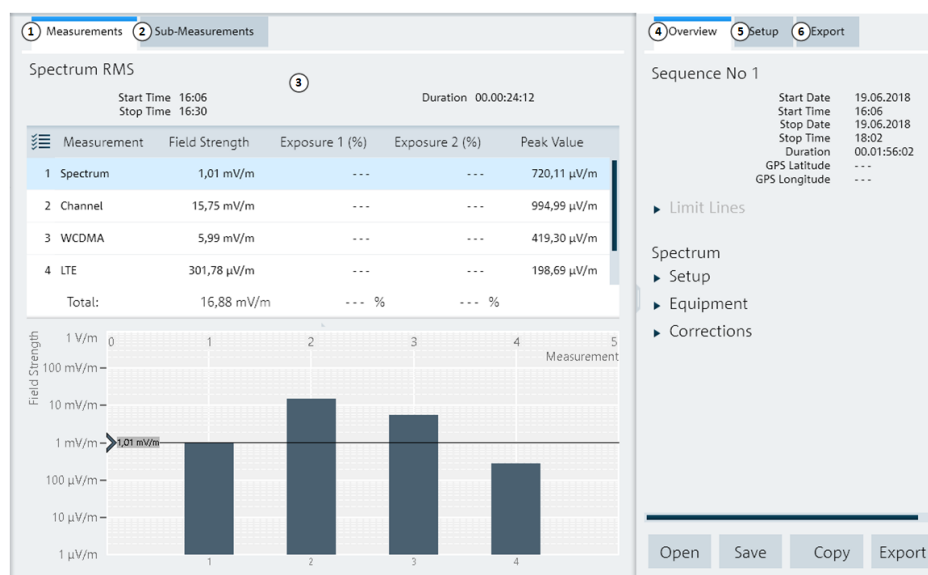 1 Measurements 2 Sub-Measurements
Spectrum RMS
3
Start Time 16:06
Stop Time 16:30
Duration 00.00:24:12
Measurement Field Strength Exposure 1 (%) Exposure 2 (%) Peak Value
1 Spectrum 1,01 mV/m --- --- 720,11 µV/m
2 Channel 15,75 mV/m --- --- 994,99 µV/m
3 WCDMA 5,99 mV/m --- --- 419,30 µV/m
4 LTE 301,78 µV/m --- --- 198,69 µV/m
Total: 16,88 mV/m --- % --- %
Field Strength
1 V/m
0 1 2 3 4 5
Measurement
100 mV/m
10 mV/m
1 mV/m
1,01 mV/m
100 µV/m
10 µV/m
1 µV/m
1 2 3 4
4 Overview 5 Setup 6 Export
Sequence No 1
Start Date 19.06.2018
Start Time 16:06
Stop Date 19.06.2018
Stop Time 18:02
Duration 00.01:56:02
GPS Latitude ---
GPS Longitude ---
Limit Lines
Spectrum
Setup
Equipment
Corrections
Open Save Copy Export